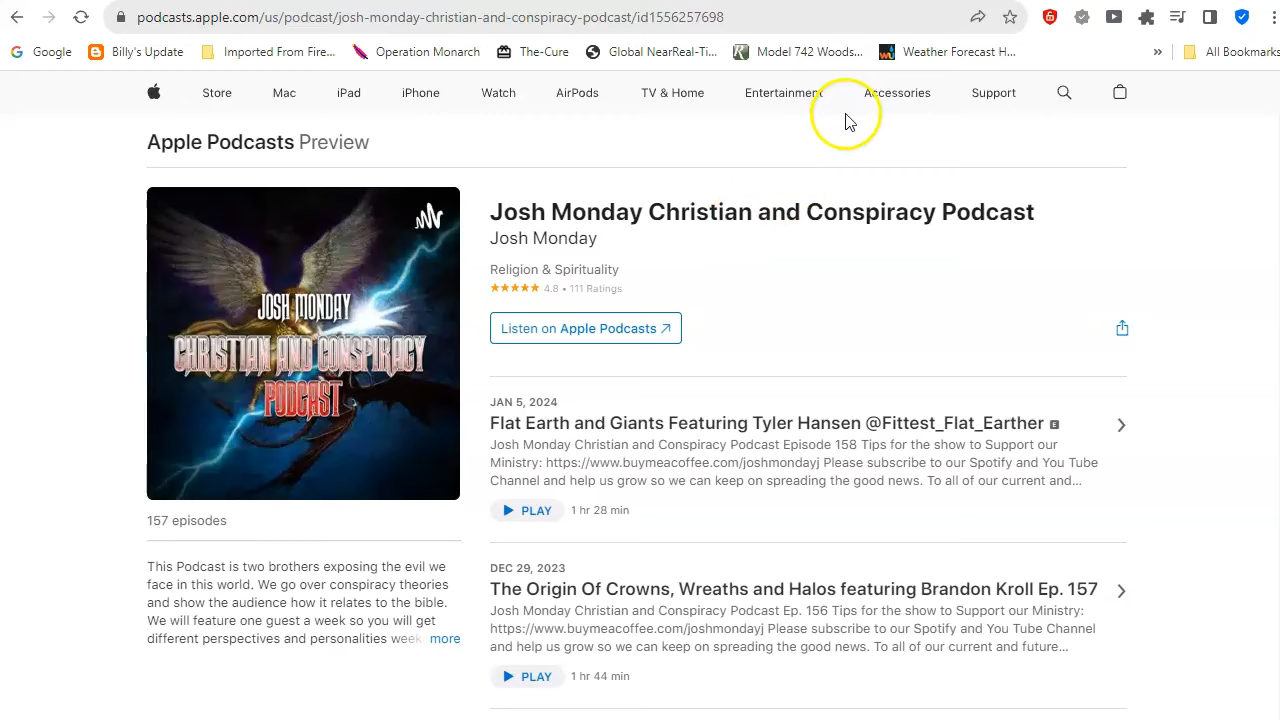 podcasts.apple.com/us/podcast/josh-monday-christian-and-conspiracy-podcast/id1556257698
Google Billy's Update Imported From Fire... Operation Monarch The-Cure Global NearReal-Ti... Model 742 Woods... Weather Forecast H... » All Bookmarks
Store Mac iPad iPhone Watch AirPods TV & Home Entertainment Accessories Support
Apple Podcasts Preview
JOSH MONDAY
CHRISTIAN AND CONSPIRACY
PODCAST
157 episodes
This Podcast is two brothers exposing the evil we
face in this world. We go over conspiracy theories
and show the audience how it relates to the bible.
We will feature one guest a week so you will get
different perspectives and personalities week more
Josh Monday Christian and Conspiracy Podcast
Josh Monday
Religion & Spirituality
★★★★★ 4.8 • 111 Ratings
Listen on Apple Podcasts ↗
JAN 5, 2024
Flat Earth and Giants Featuring Tyler Hansen @Fittest_Flat_Earther E
Josh Monday Christian and Conspiracy Podcast Episode 158 Tips for the show to Support our
Ministry: https://www.buymeacoffee.com/joshmondayj Please subscribe to our Spotify and You Tube
Channel and help us grow so we can keep on spreading the good news. To all of our current and...
PLAY 1 hr 28 min
DEC 29, 2023
The Origin Of Crowns, Wreaths and Halos featuring Brandon Kroll Ep. 157
Josh Monday Christian and Conspiracy Podcast Ep. 156 Tips for the show to Support our Ministry:
https://www.buymeacoffee.com/joshmondayj Please subscribe to our Spotify and You Tube Channel
and help us grow so we can keep on spreading the good news. To all of our current and future...
PLAY 1 hr 44 min